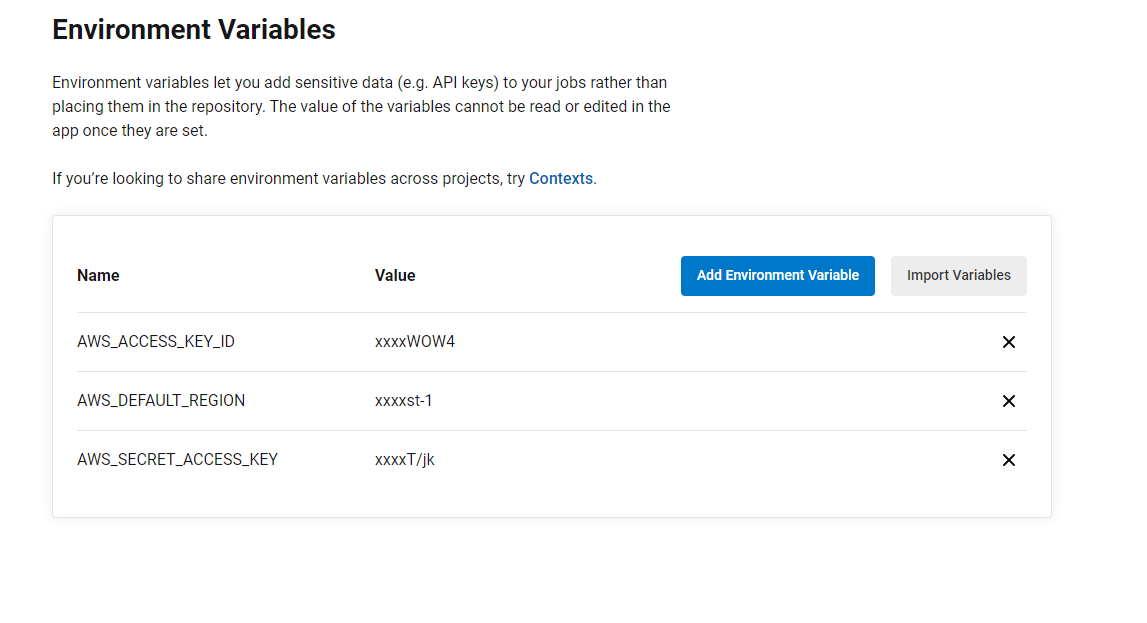 Environment Variables
Environment variables let you add sensitive data (e.g. API keys) to your jobs rather than
placing them in the repository. The value of the variables cannot be read or edited in the
app once they are set.
If you’re looking to share environment variables across projects, try Contexts.
Name Value Add Environment Variable Import Variables
AWS_ACCESS_KEY_ID xxxxWOW4
AWS_DEFAULT_REGION xxxxst-1
AWS_SECRET_ACCESS_KEY xxxxT/jk